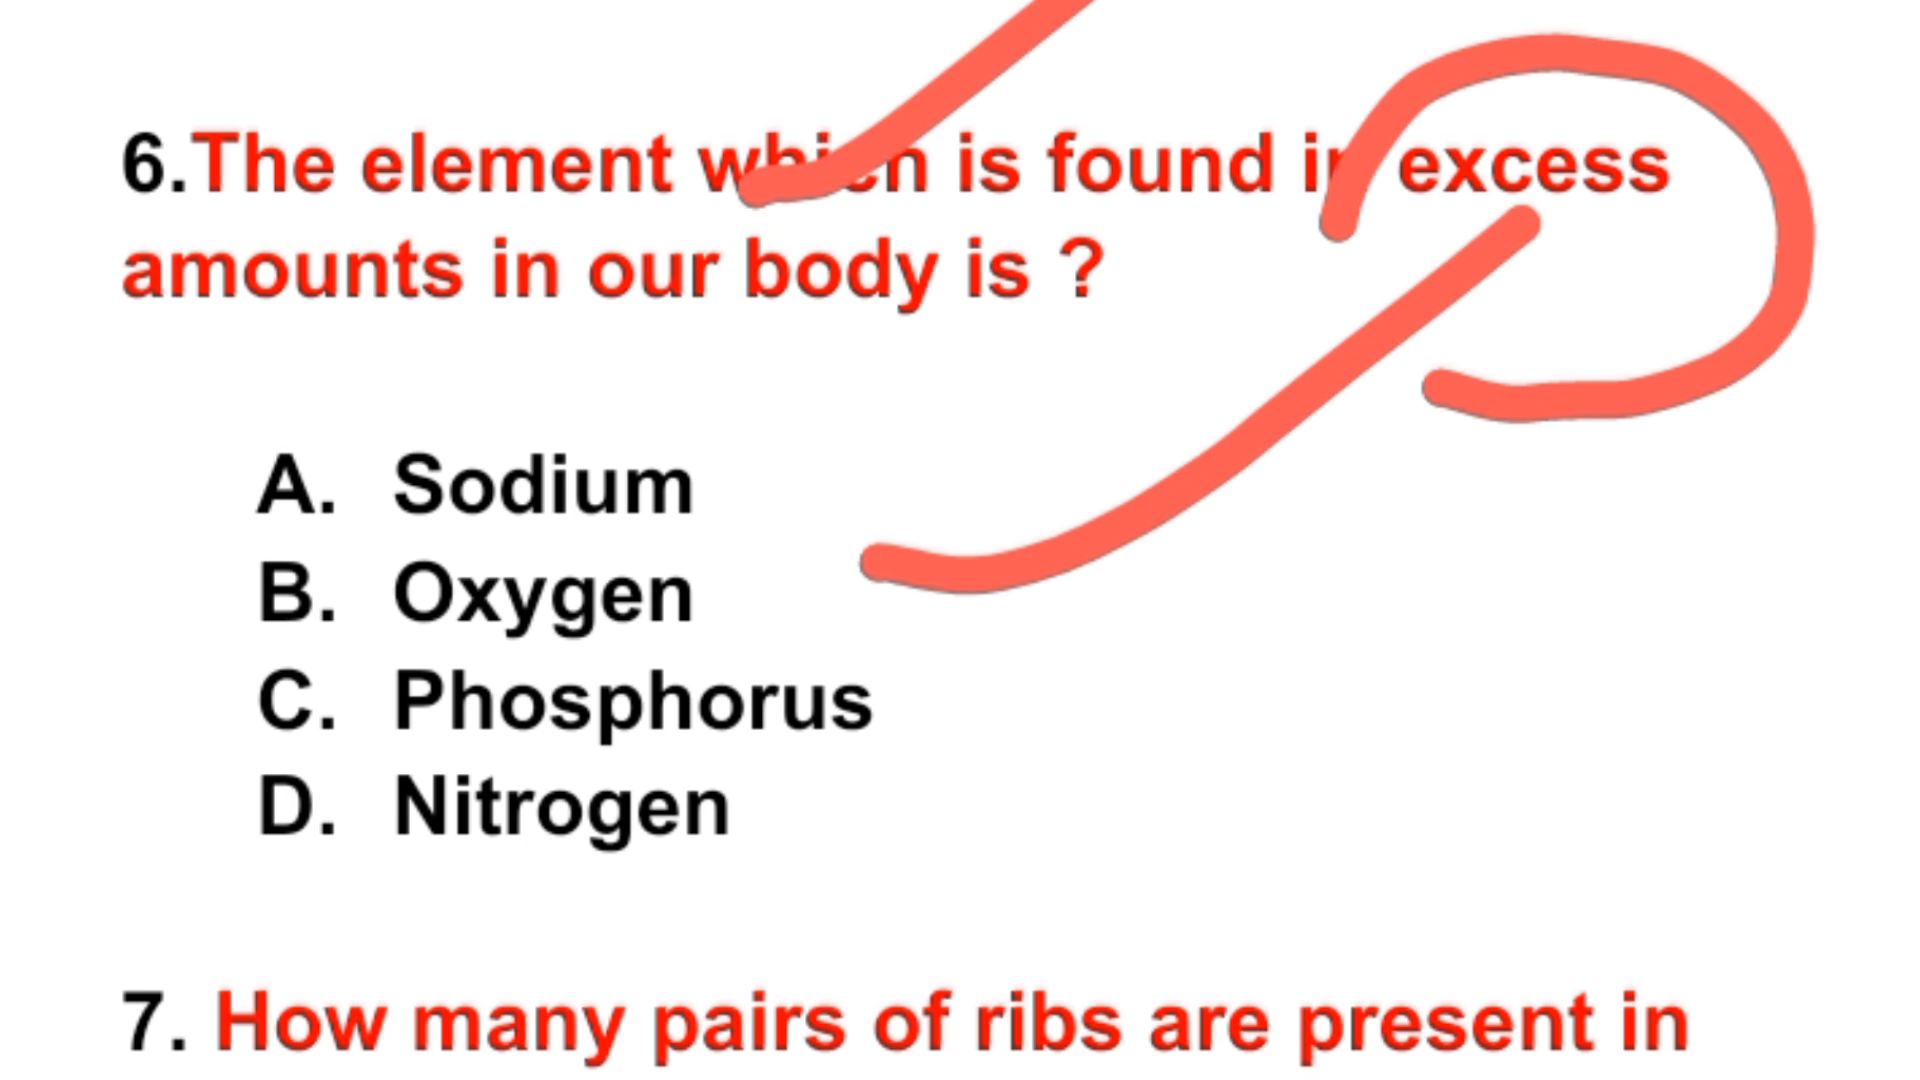 6.The element which is found in excess
amounts in our body is ?
A. Sodium
B. Oxygen
C. Phosphorus
D. Nitrogen
7. How many pairs of ribs are present in